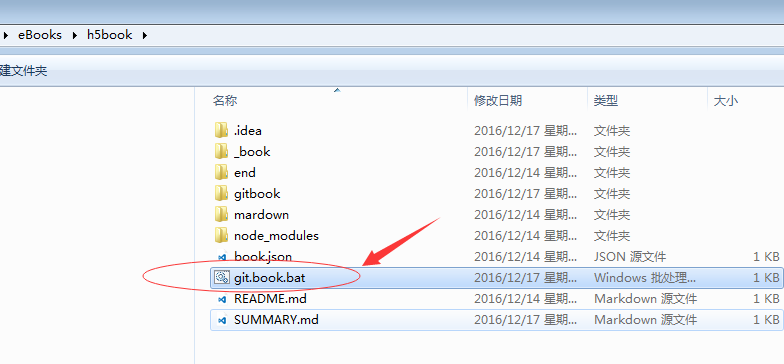 eBooks h5book
建文件夹
名称 修改日期 类型 大小
.idea 2016/12/17 星期... 文件夹
_book 2016/12/17 星期... 文件夹
end 2016/12/14 星期... 文件夹
gitbook 2016/12/17 星期... 文件夹
mardown 2016/12/14 星期... 文件夹
node_modules 2016/12/14 星期... 文件夹
book.json 2016/12/14 星期... JSON 源文件 1 KB
git.book.bat 2016/12/17 星期... Windows 批处理... 1 KB
README.md 2016/12/14 星期... Markdown 源文件 1 KB
SUMMARY.md 2016/12/17 星期... Markdown 源文件 1 KB